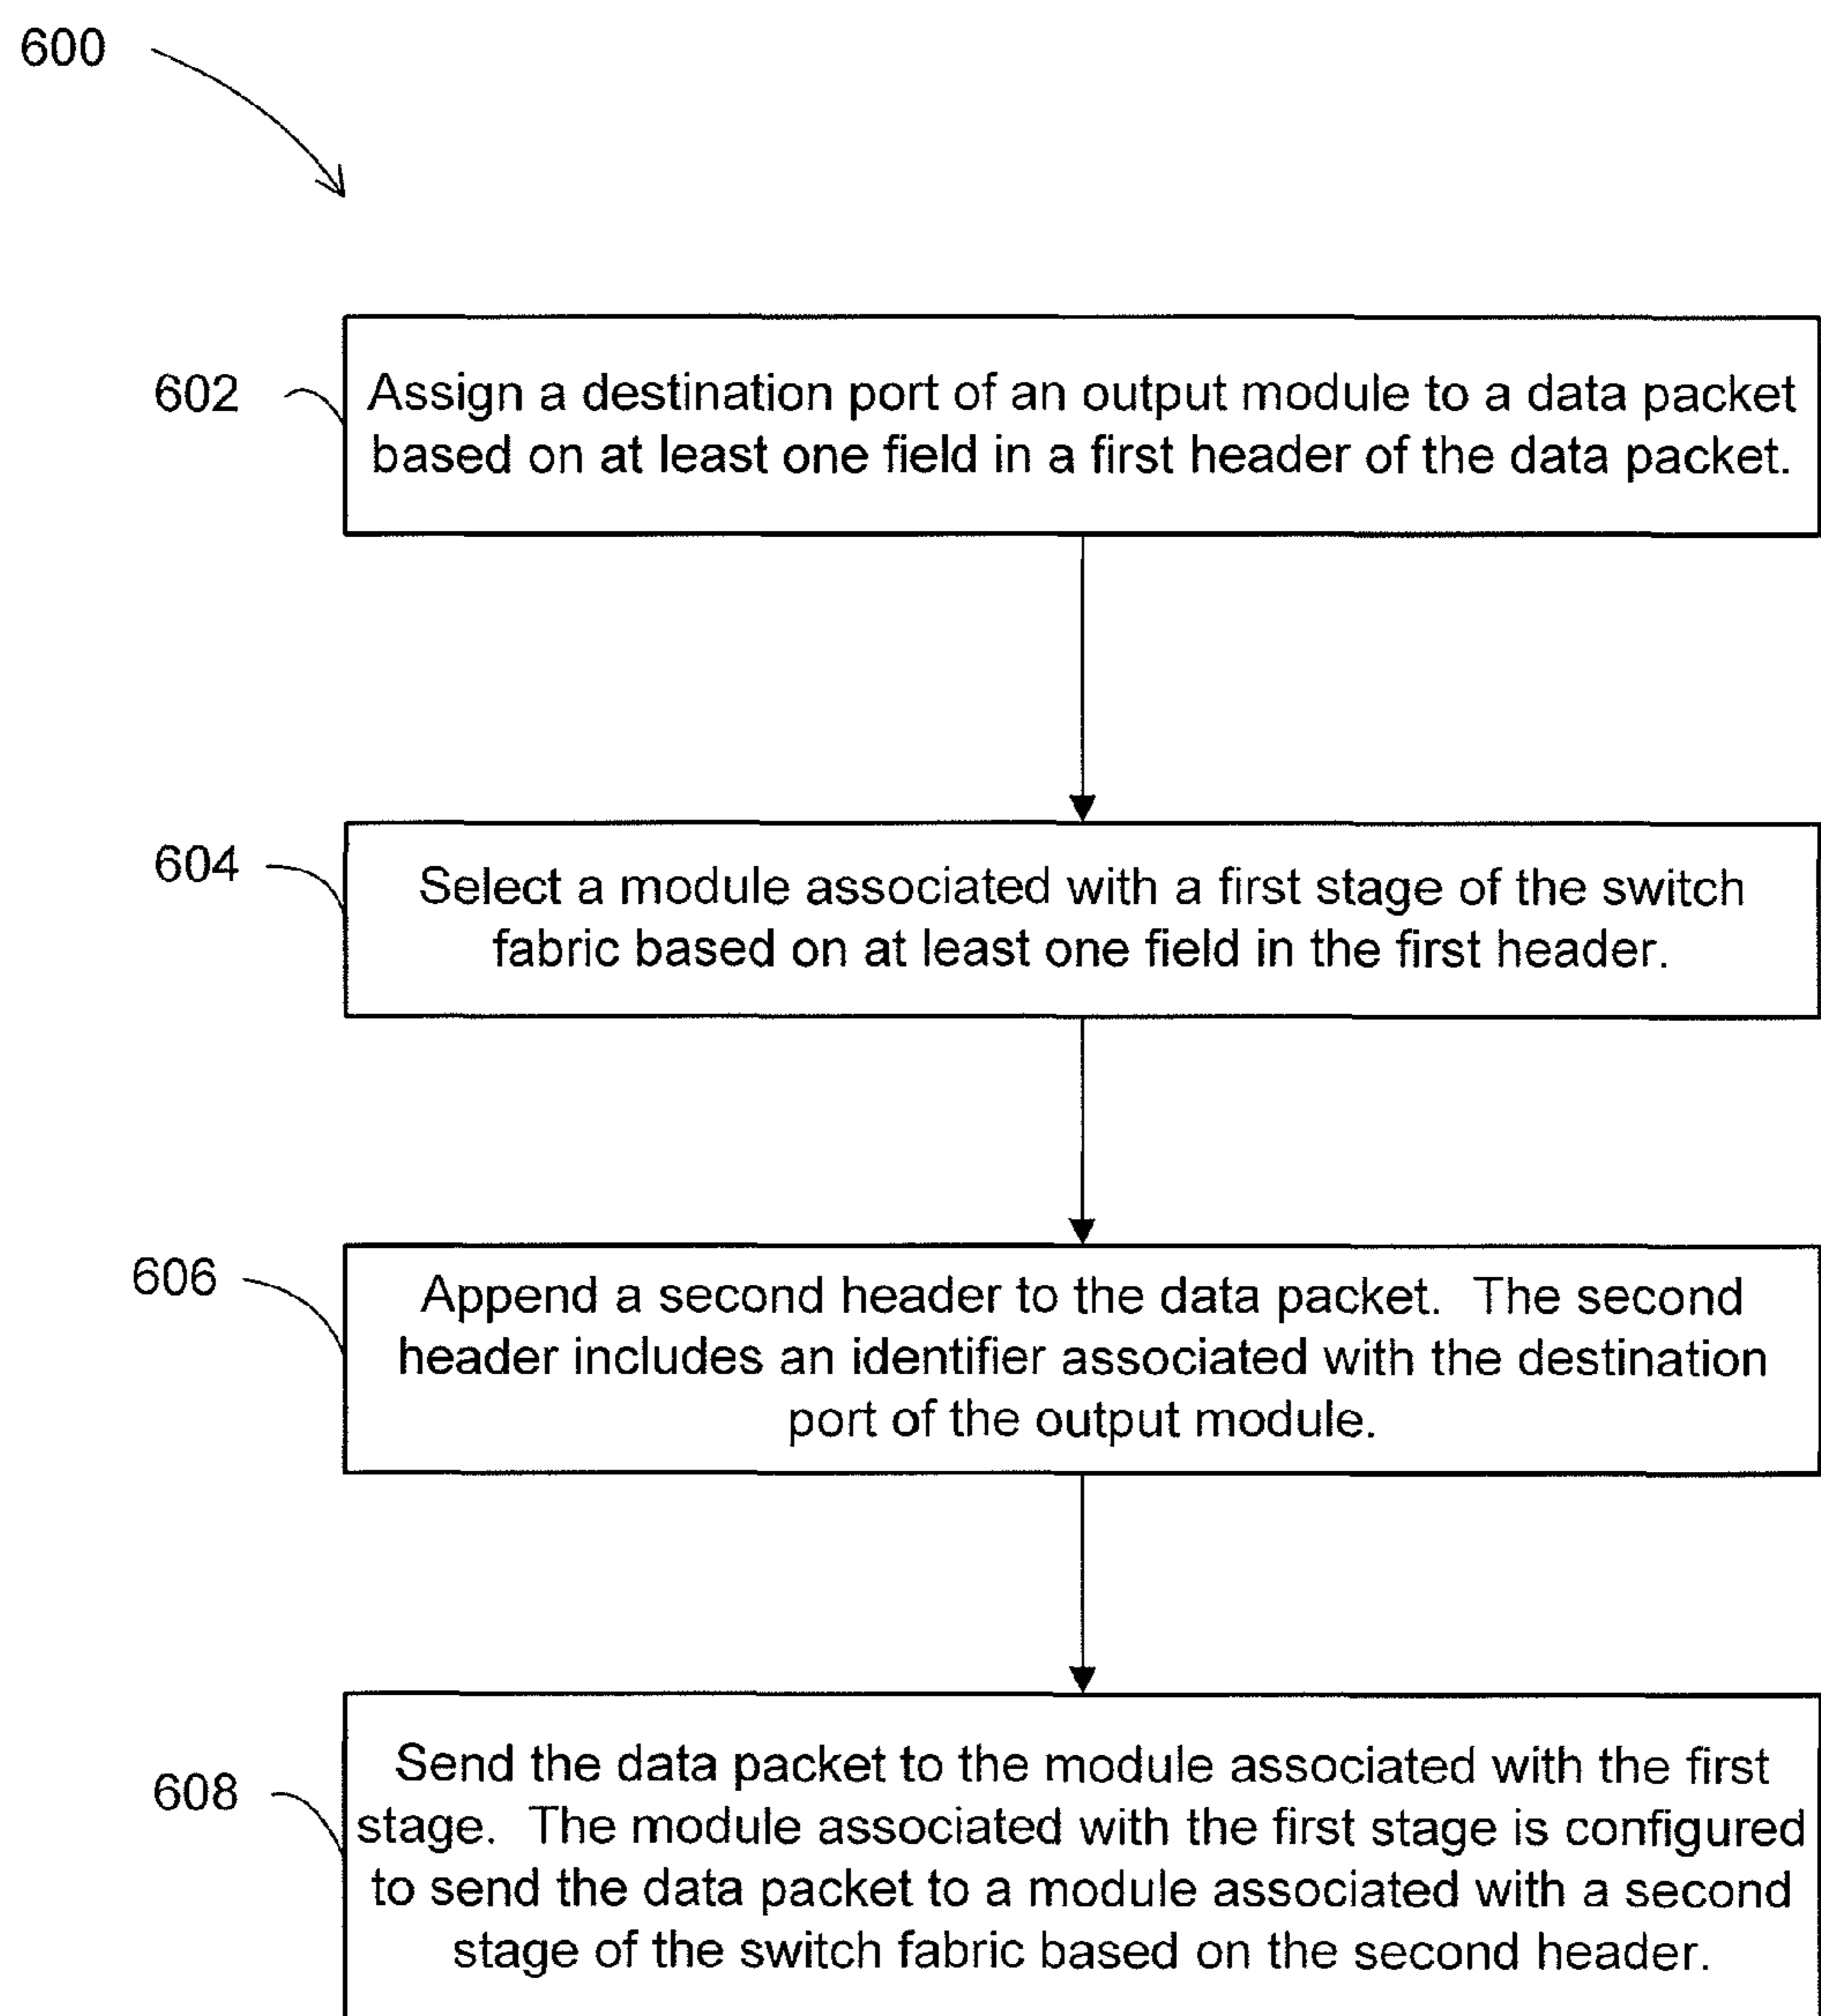 600
602
Assign a destination port of an output module to a data packet
based on at least one field in a first header of the data packet.
604
Select a module associated with a first stage of the switch
fabric based on at least one field in the first header.
606
Append a second header to the data packet.  The second
header includes an identifier associated with the destination
port of the output module.
608
Send the data packet to the module associated with the first
stage.  The module associated with the first stage is configured
to send the data packet to a module associated with a second
stage of the switch fabric based on the second header.